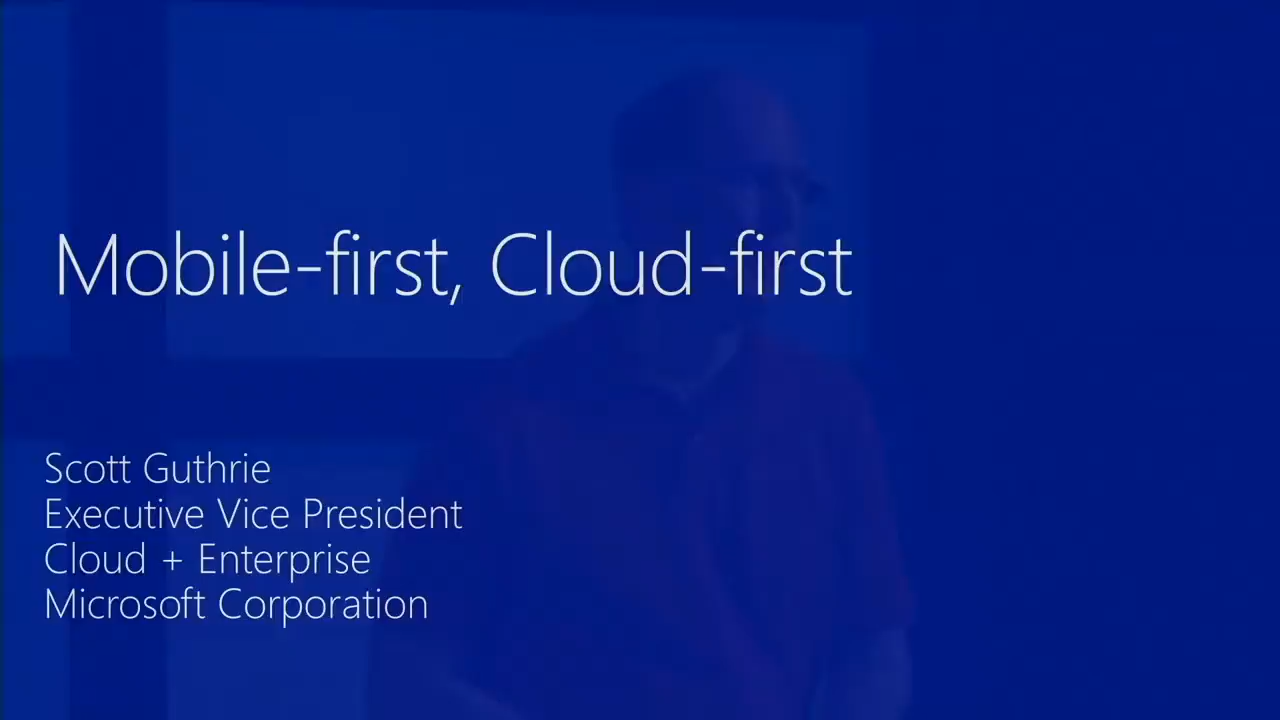 Mobile-first, Cloud-first
Scott Guthrie
Executive Vice President
Cloud + Enterprise
Microsoft Corporation